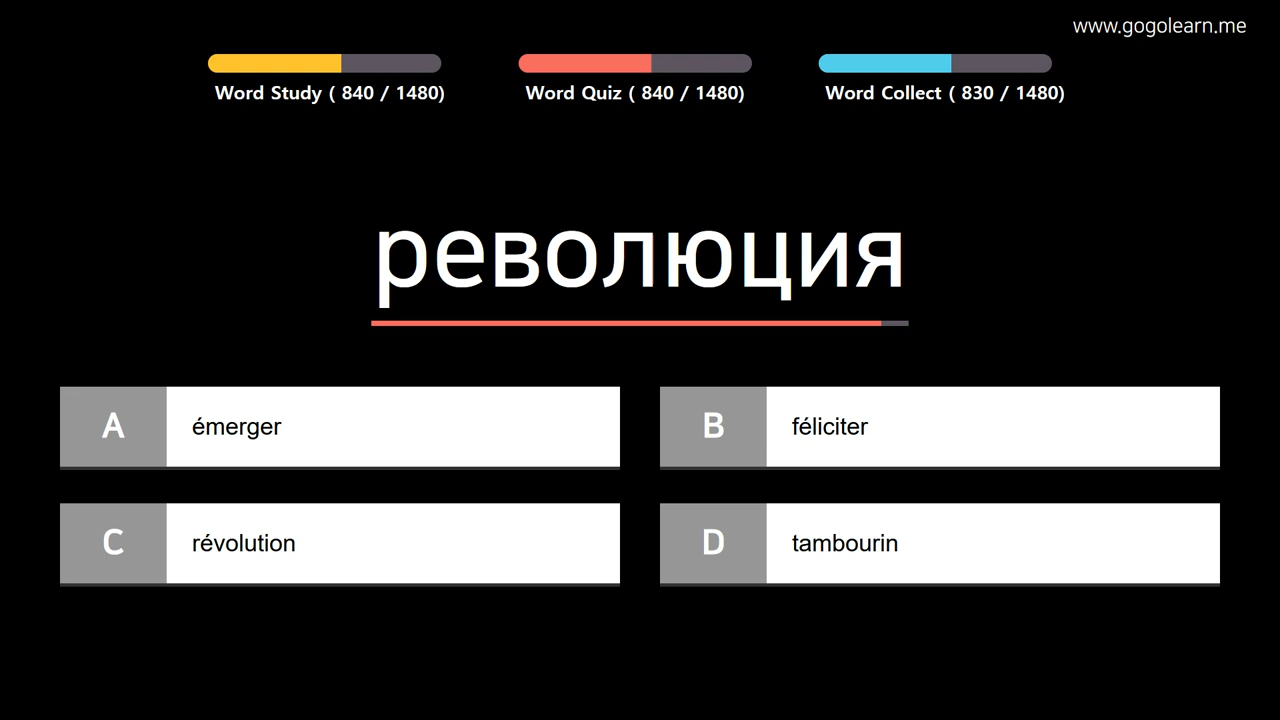 www.gogolearn.me
Word Study ( 840 / 1480)
Word Quiz ( 840 / 1480)
Word Collect ( 830 / 1480)
революция
A émerger
B féliciter
C révolution
D tambourin